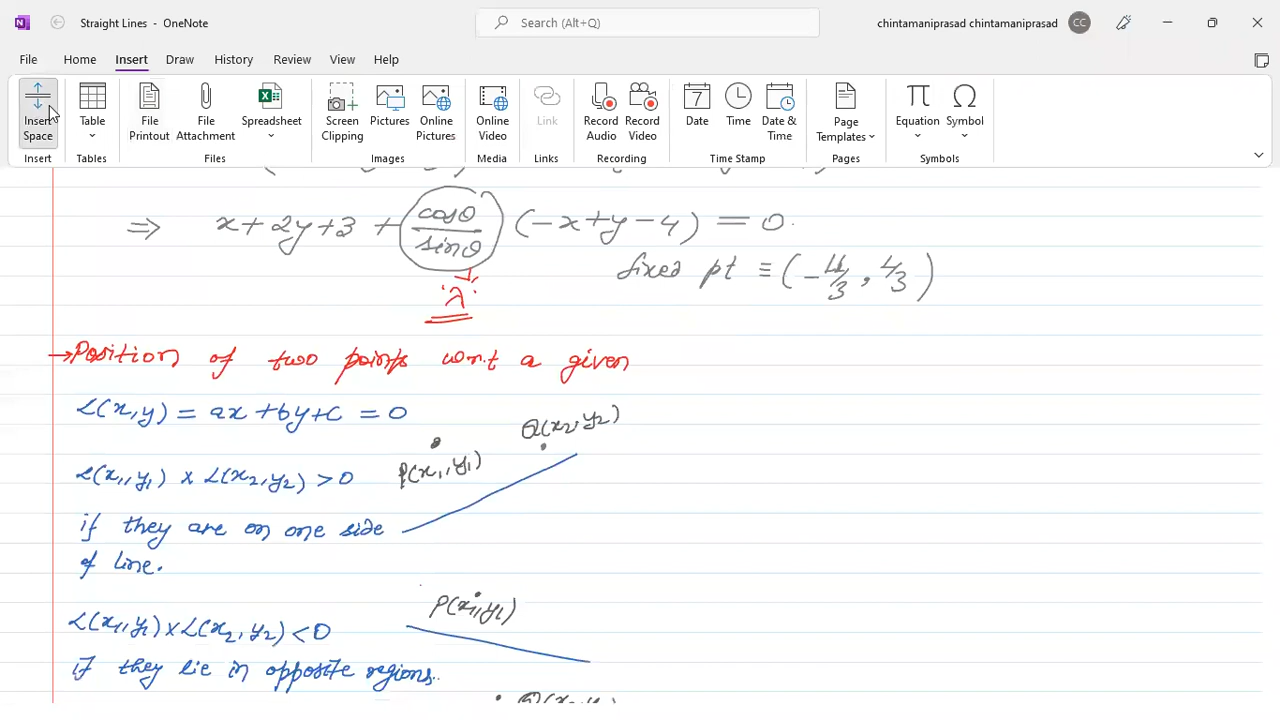 Straight Lines - OneNote
Search (Alt+Q)
chintamaniprasad chintamaniprasad CC
File Home Insert Draw History Review View Help
Insert Space
Table
File Printout
File Attachment
Spreadsheet
Screen Clipping
Pictures
Online Pictures
Online Video
Link
Record Audio
Record Video
Date
Time
Date & Time
Page Templates
Equation
Symbol
Insert Tables Files Images Media Links Recording Time Stamp Pages Symbols
⇒ x+2y+3 + cosθ/sinθ (-x+y-4) = 0.
fixed pt ≡ (-11/3, 1/3)
'λ'
→ Position of two points w.r.t a given
L(x,y) = ax+by+c = 0
Q(x2,y2)
P(x1,y1)
L(x1,y1) x L(x2,y2) > 0
if they are on one side
of line.
P(x1,y1)
L(x1,y1) x L(x2,y2) < 0
if they lie in opposite regions.